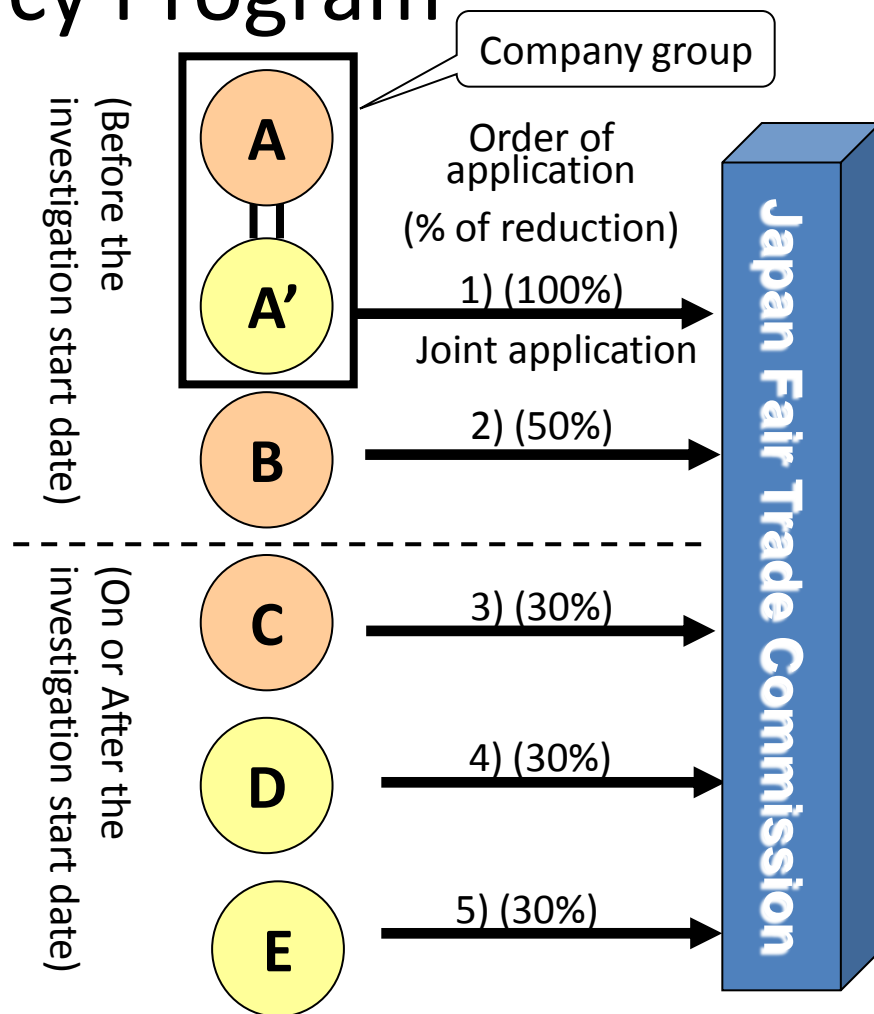 cy Program
Company group
(Before the
investigation start date)
A
A’
Order of
application
(% of reduction)
1) (100%)
Joint application
B
2) (50%)
(On or After the
investigation start date)
C
3) (30%)
D
4) (30%)
E
5) (30%)
Japan Fair Trade Commission